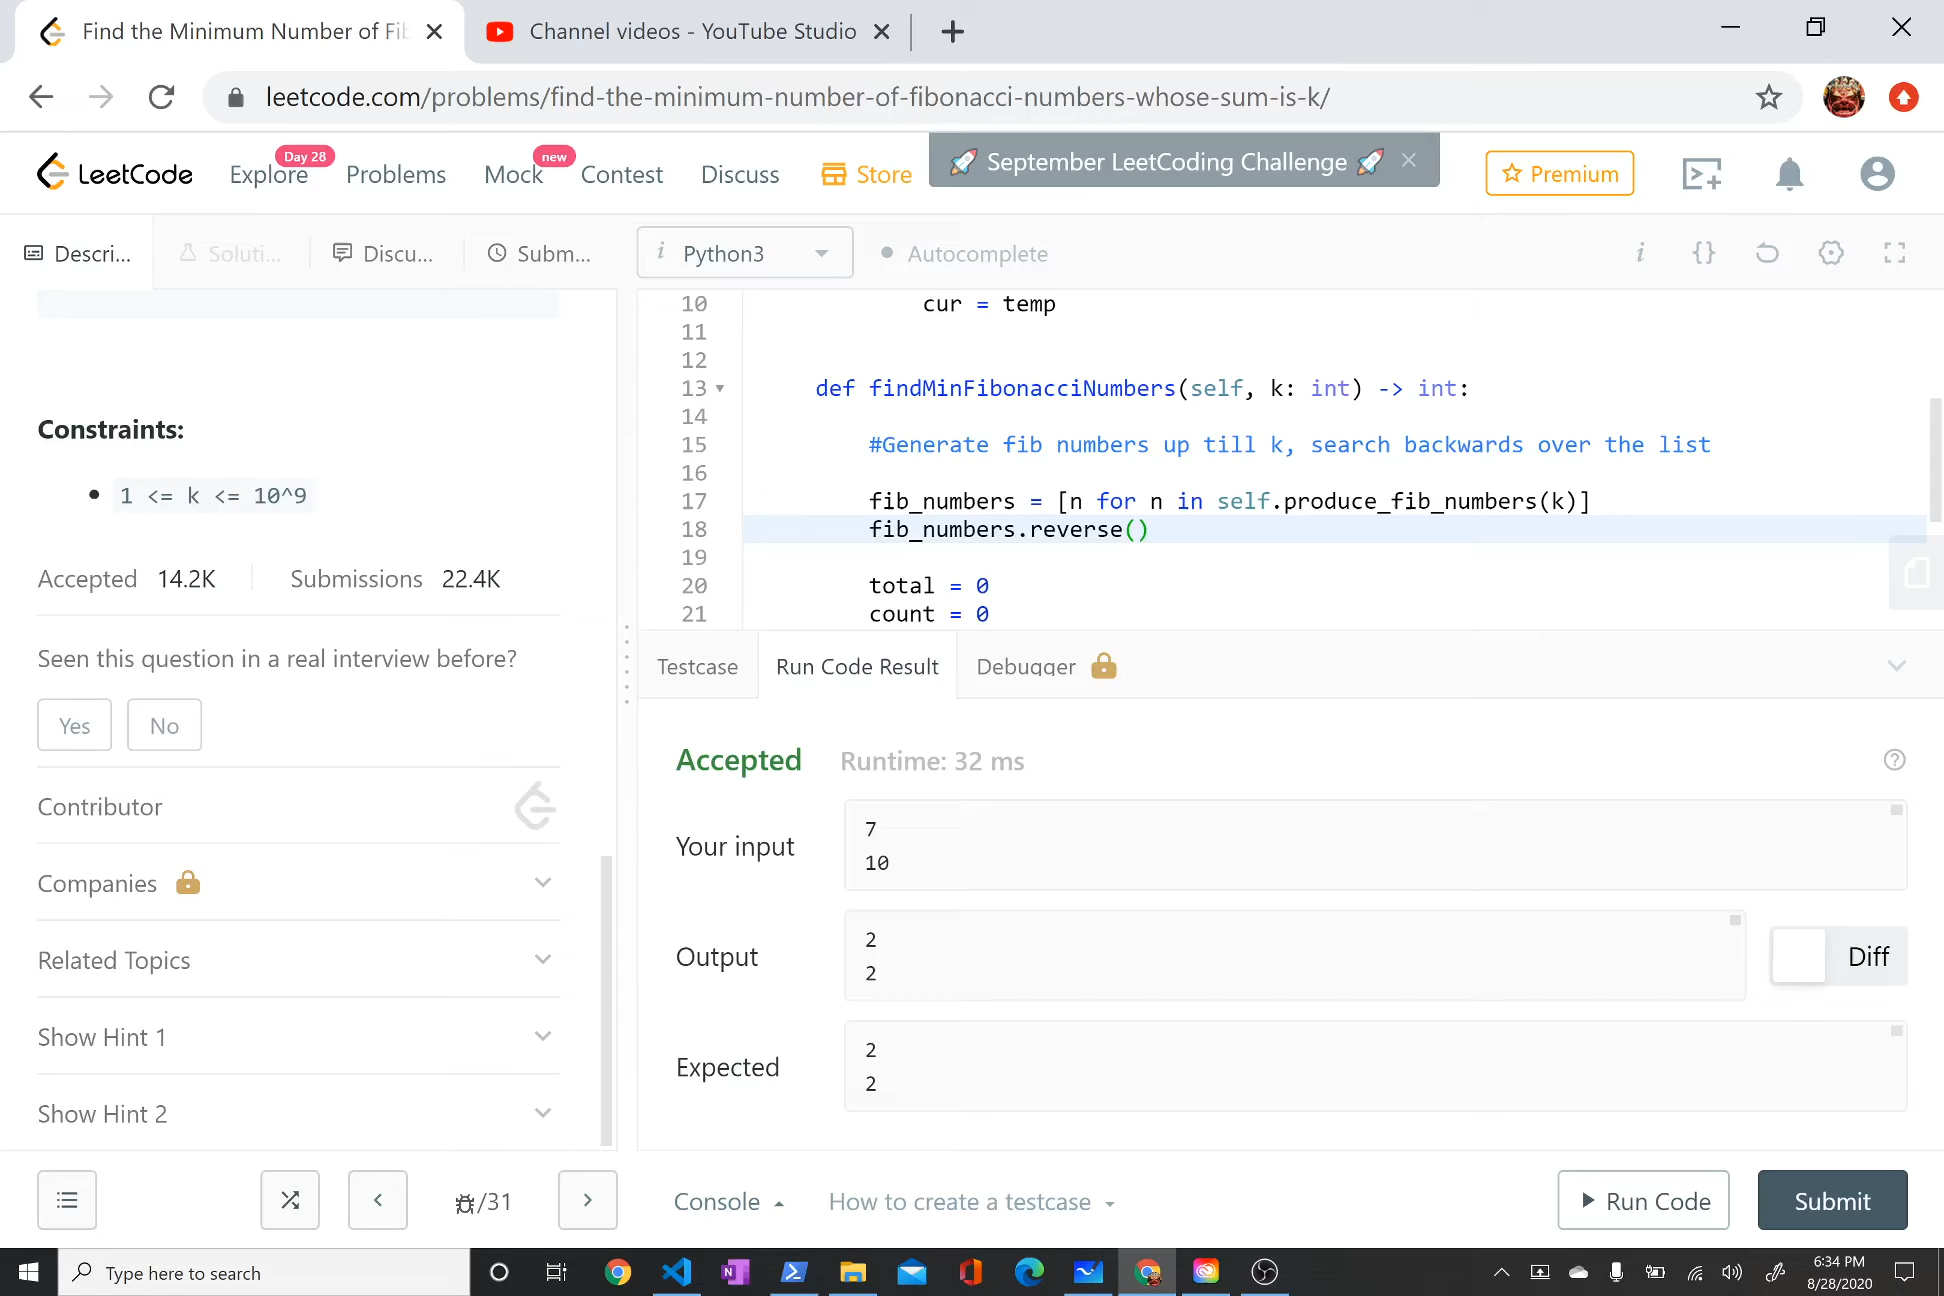 Find the Minimum Number of Fib
Channel videos - YouTube Studio
leetcode.com/problems/find-the-minimum-number-of-fibonacci-numbers-whose-sum-is-k/
LeetCode
Explore
Day 28
Problems
Mock
new
Contest
Discuss
Store
🚀 September LeetCoding Challenge 🚀
Premium
Descri...
Soluti...
Discu...
Subm...
i Python3
Autocomplete
i {}
Constraints:
1 <= k <= 10^9
Accepted 14.2K
Submissions 22.4K
Seen this question in a real interview before?
Yes
No
Contributor
Companies
Related Topics
Show Hint 1
Show Hint 2
10 cur = temp
11
12
13 def findMinFibonacciNumbers(self, k: int) -> int:
14
15 #Generate fib numbers up till k, search backwards over the list
16
17 fib_numbers = [n for n in self.produce_fib_numbers(k)]
18 fib_numbers.reverse()
19
20 total = 0
21 count = 0
Testcase
Run Code Result
Debugger
Accepted
Runtime: 32 ms
Your input
7
10
Output
2
2
Diff
Expected
2
2
/31
Console
How to create a testcase
Run Code
Submit
Type here to search
6:34 PM
8/28/2020